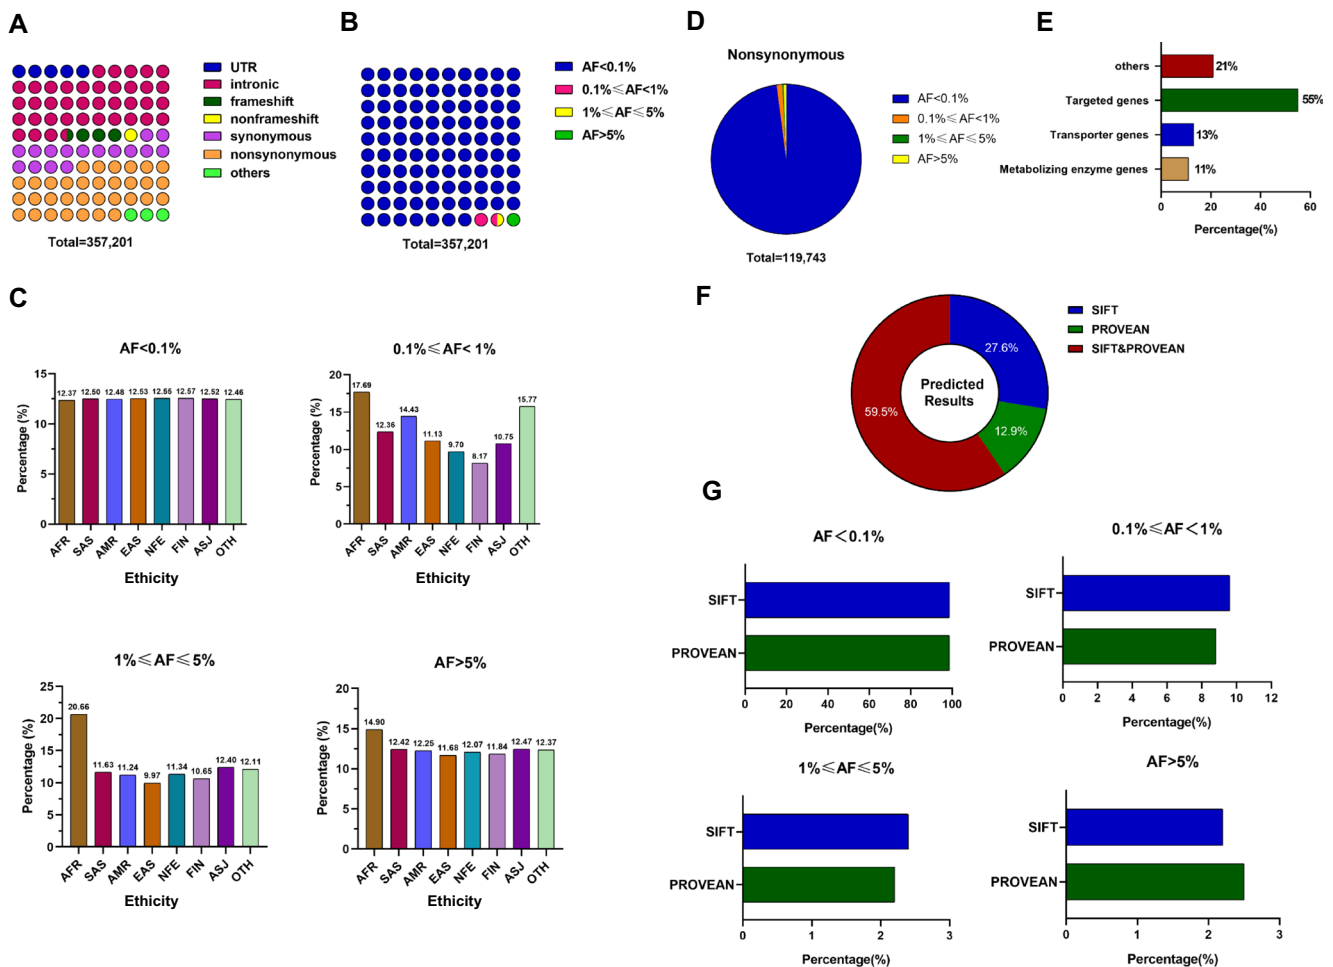 A
UTR
intronic
frameshift
nonframeshift
synonymous
nonsynonymous
others
Total=357,201
B
AF<0.1%
0.1%≤AF<1%
1%≤AF≤5%
AF>5%
Total=357,201
D
Nonsynonymous
AF<0.1%
0.1%≤AF<1%
1%≤AF≤5%
AF>5%
Total=119,743
E
others
21%
Targeted genes
55%
Transporter genes
13%
Metabolizing enzyme genes
11%
0 20 40 60
Percentage(%)
C
AF<0.1%
Percentage (%)
15
10
5
0
12.37 12.50 12.48 12.53 12.55 12.57 12.52 12.46
AFR SAS AMR EAS NFE FIN ASJ OTH
Ethicity
0.1%≤AF<1%
Percentage (%)
20
15
10
5
0
17.69 12.36 14.43 11.13 9.70 8.17 10.75 15.77
AFR SAS AMR EAS NFE FIN ASJ OTH
Ethicity
1%≤AF≤5%
Percentage (%)
25
20
15
10
5
0
20.66 11.63 11.24 9.97 11.34 10.65 12.40 12.11
AFR SAS AMR EAS NFE FIN ASJ OTH
Ethicity
AF>5%
Percentage (%)
20
15
10
5
0
14.90 12.42 12.25 11.68 12.07 11.84 12.47 12.37
AFR SAS AMR EAS NFE FIN ASJ OTH
Ethicity
F
Predicted
Results
27.6%
12.9%
59.5%
SIFT
PROVEAN
SIFT&PROVEAN
G
AF<0.1%
SIFT
PROVEAN
0 20 40 60 80 100
Percentage(%)
0.1%≤AF<1%
SIFT
PROVEAN
0 2 4 6 8 10 12
Percentage(%)
1%≤AF≤5%
SIFT
PROVEAN
0 1 2 3
Percentage(%)
AF>5%
SIFT
PROVEAN
0 1 2 3
Percentage(%)